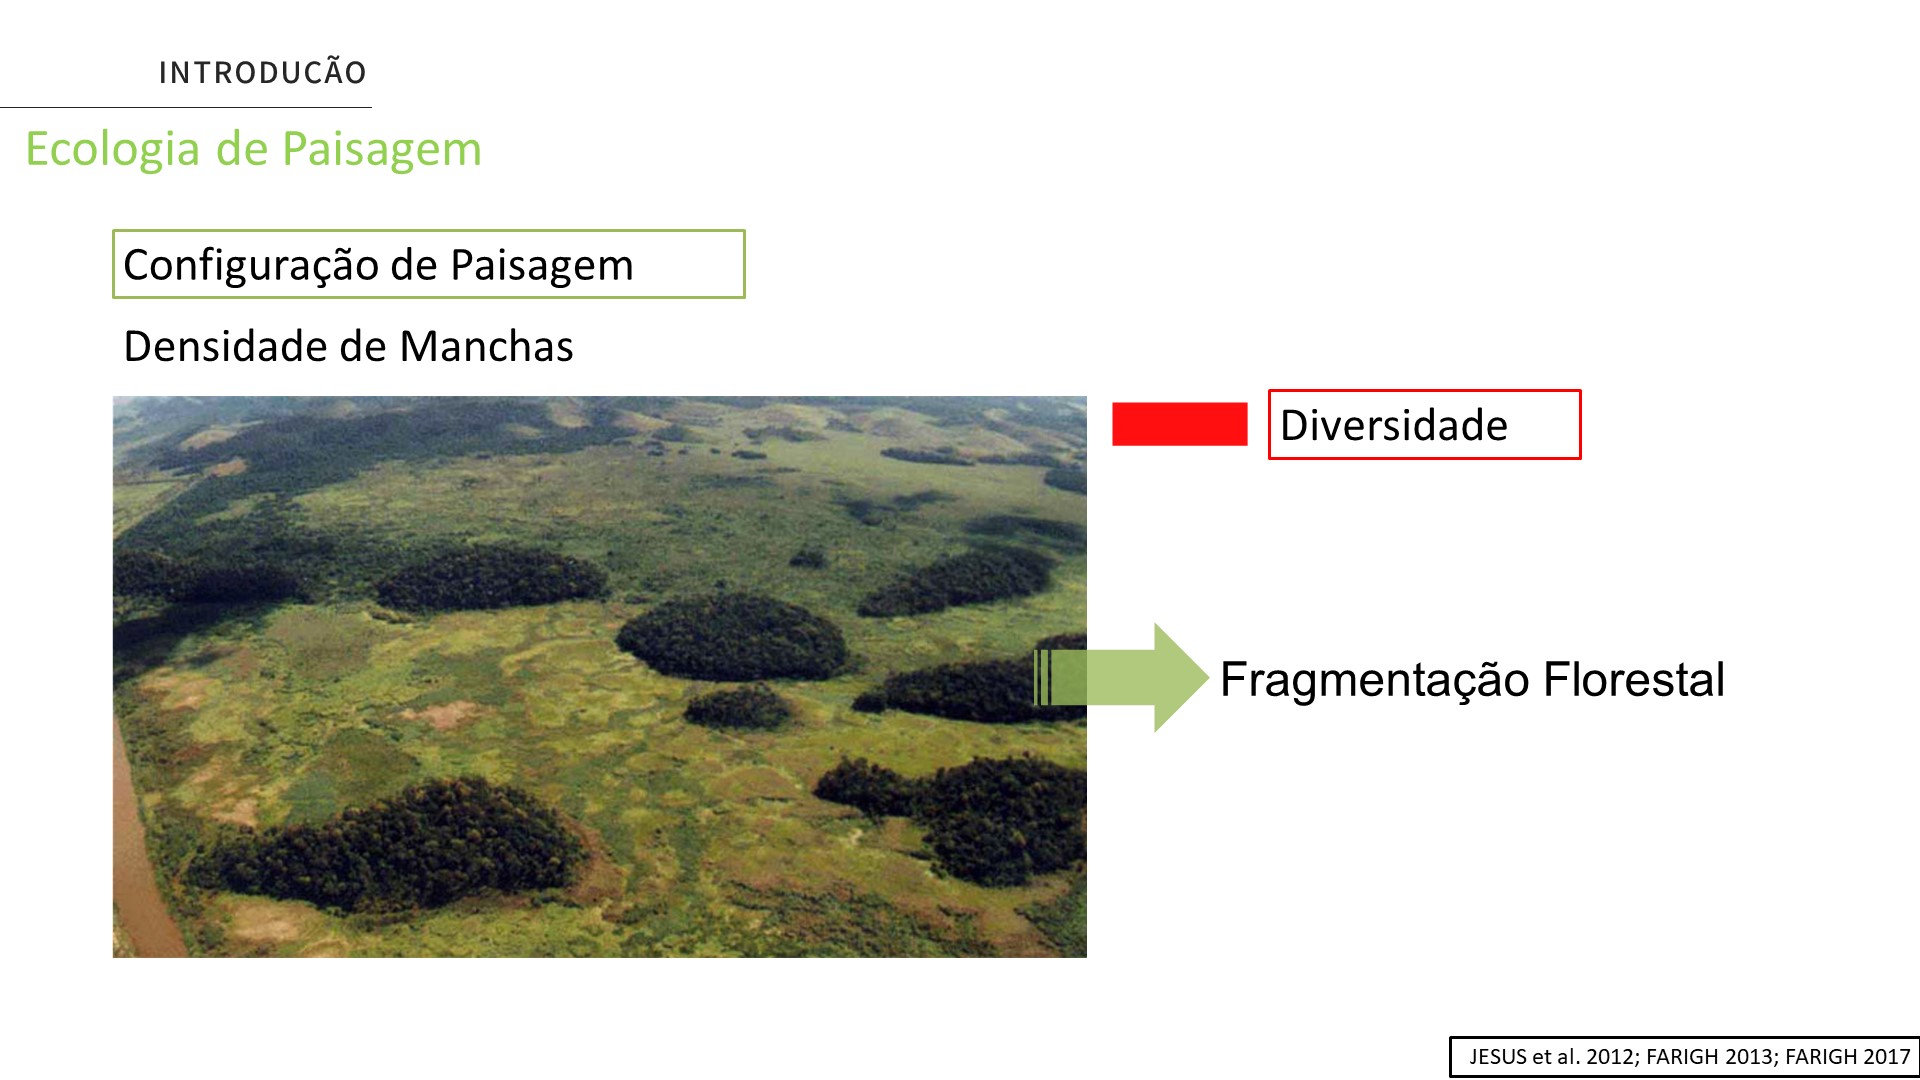 INTRODUCÃO
Ecologia de Paisagem
Configuração de Paisagem
Densidade de Manchas
Diversidade
Fragmentação Florestal
JESUS et al. 2012; FARIGH 2013; FARIGH 2017